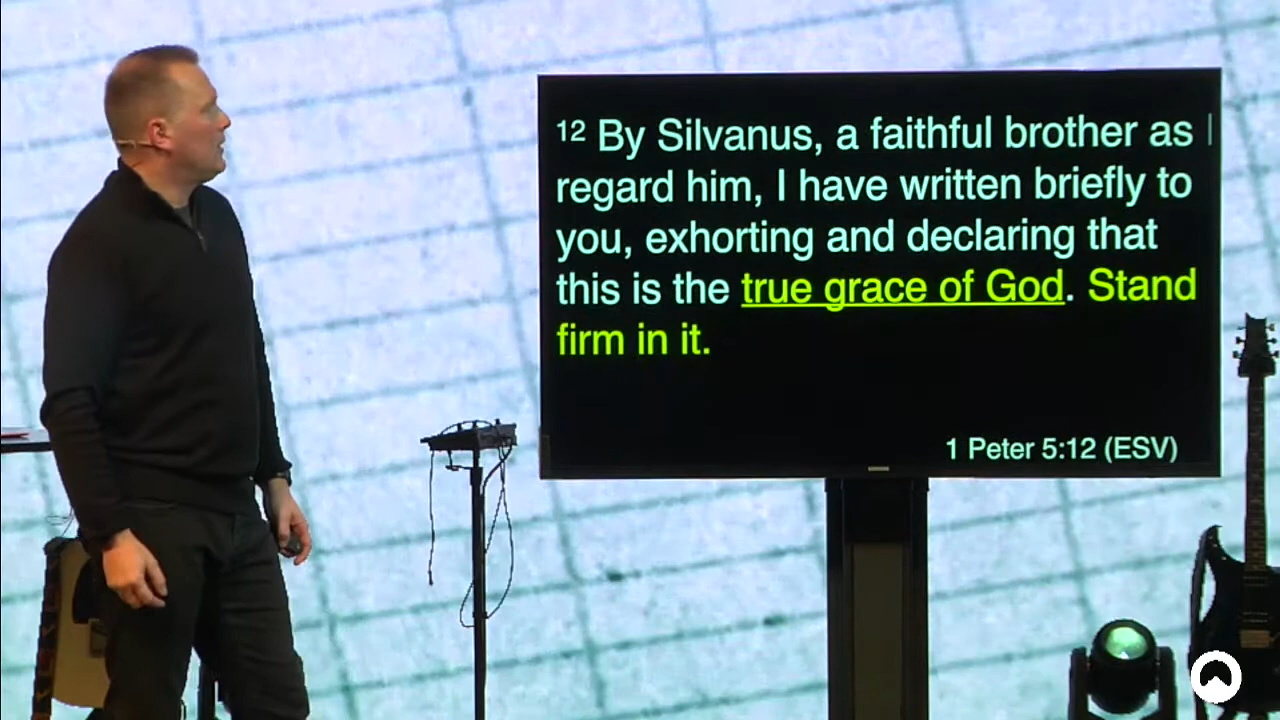 12 By Silvanus, a faithful brother as I
regard him, I have written briefly to
you, exhorting and declaring that
this is the true grace of God. Stand
firm in it.
1 Peter 5:12 (ESV)